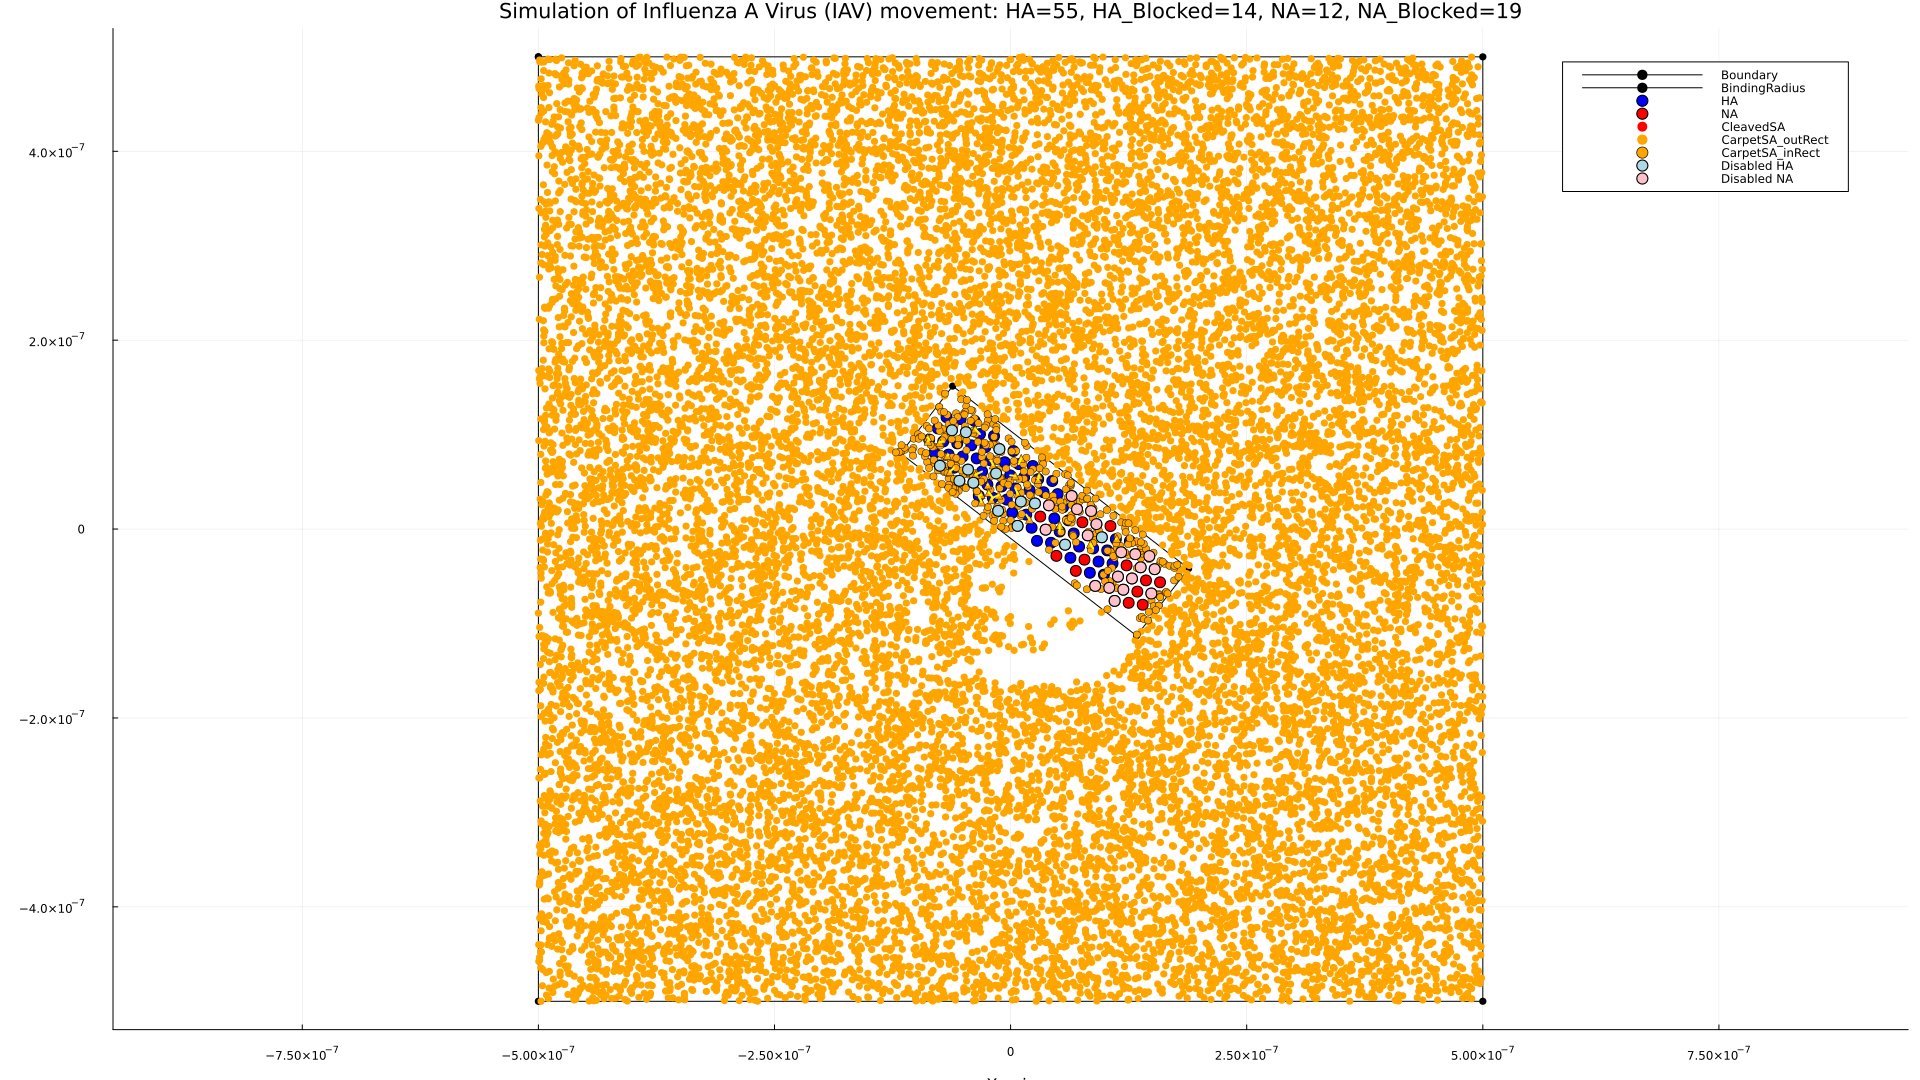 Simulation of Influenza A Virus (IAV) movement: HA=55, HA_Blocked=14, NA=12, NA_Blocked=19
Boundary
BindingRadius
HA
NA
CleavedSA
CarpetSA_outRect
CarpetSA_inRect
Disabled HA
Disabled NA
4.0×10⁻⁷
2.0×10⁻⁷
0
−2.0×10⁻⁷
−4.0×10⁻⁷
−7.50×10⁻⁷ −5.00×10⁻⁷ −2.50×10⁻⁷ 0 2.50×10⁻⁷ 5.00×10⁻⁷ 7.50×10⁻⁷